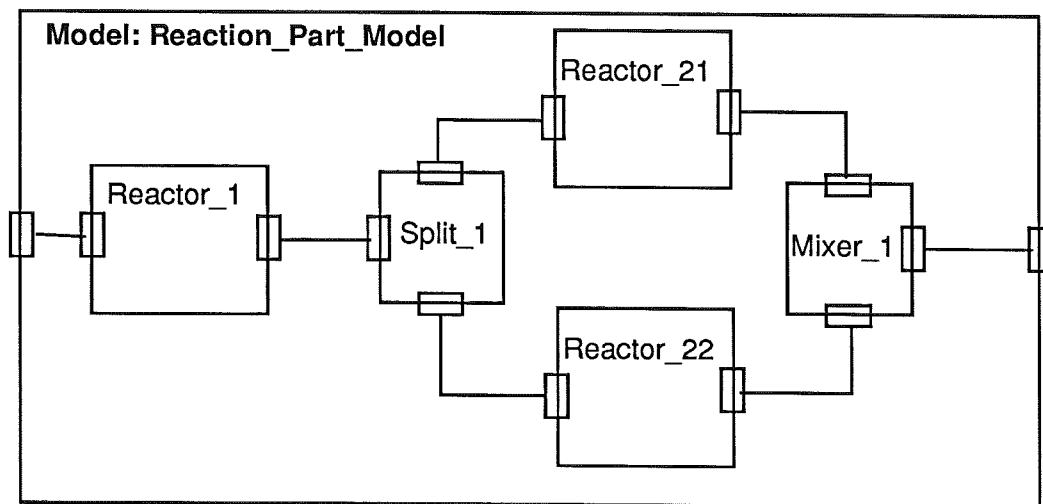 Model: Reaction_Part_Model
Reactor_21
Reactor_1
Split_1
Mixer_1
Reactor_22